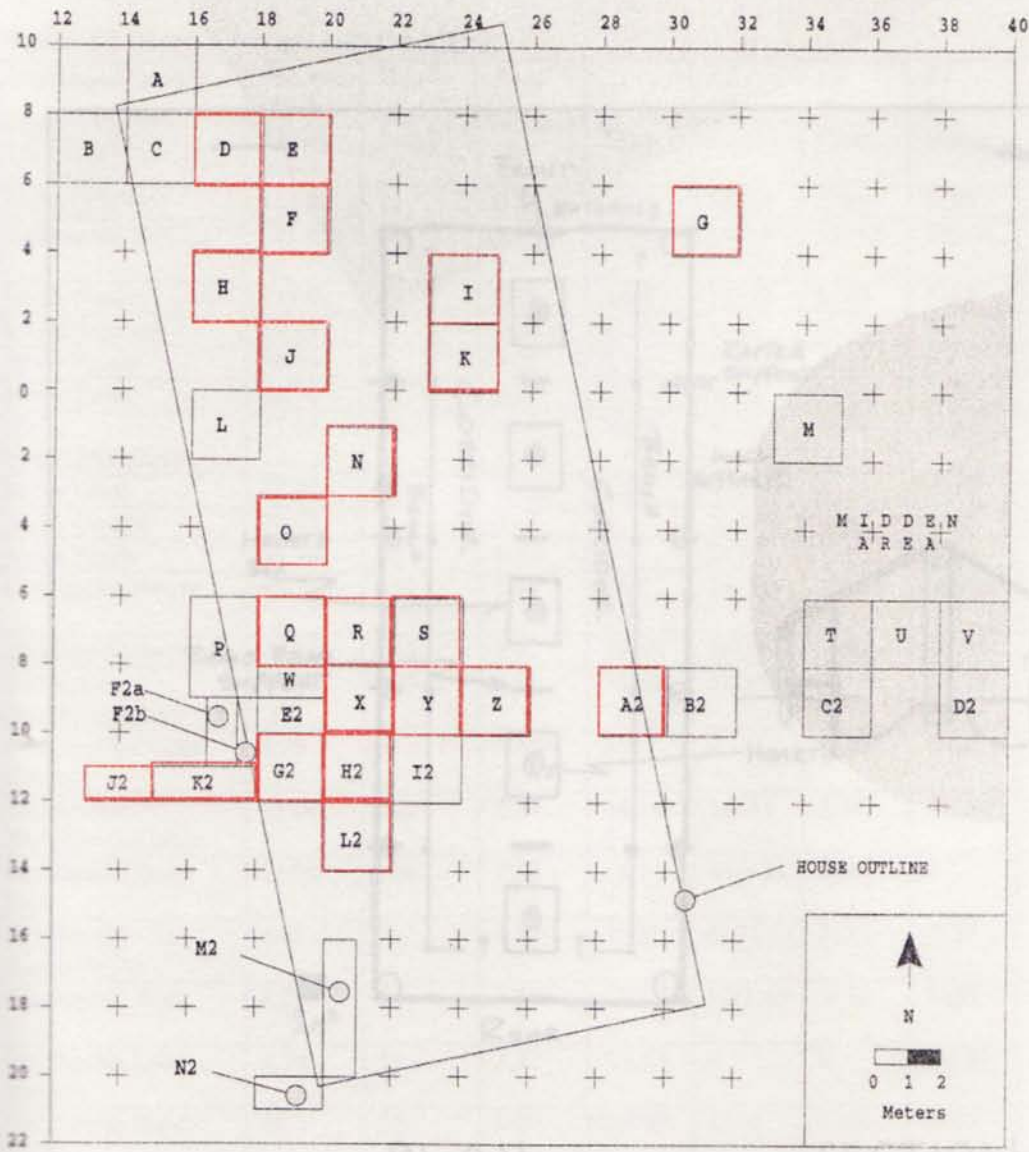 12 14 16 18 20 22 24 26 28 30 32 34 36 38 40
10
A
8
B C D E
6
F G
4
H I
2
J K
0
L M
2
N
4
O M I D D E N
A R E A
6
P Q R S T U V
8
W
F2a X Y Z A2 B2 C2 D2
F2b E2
10
J2 K2 G2 H2 I2
12
L2
14
HOUSE OUTLINE
16
M2
18
N
N2
20
0 1 2
Meters
22